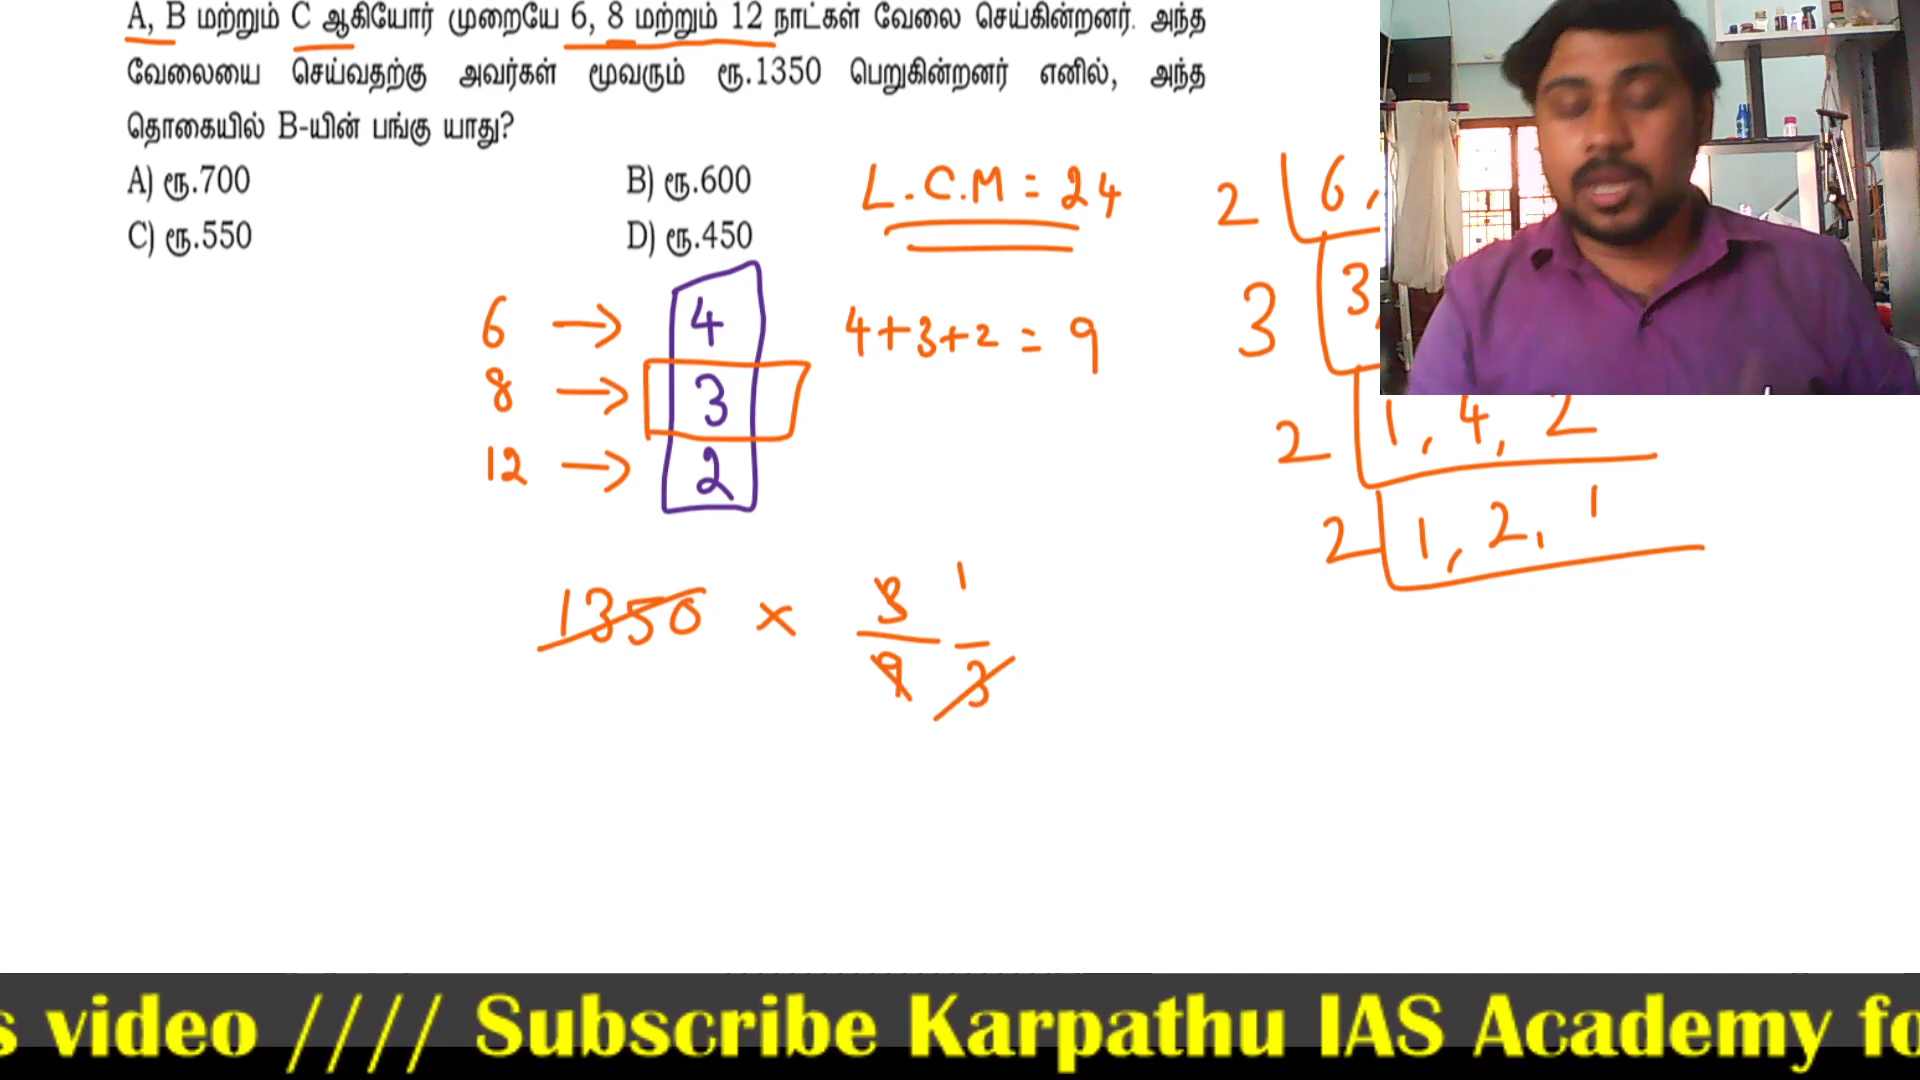 A, B மற்றும் C ஆகியோர் முறையே 6, 8 மற்றும் 12 நாட்கள் வேலை செய்கின்றனர். அந்த
வேலையை செய்வதற்கு அவர்கள் மூவரும் ரூ.1350 பெறுகின்றனர் எனில், அந்த
தொகையில் B-யின் பங்கு யாது?
A) ரூ.700 B) ரூ.600
C) ரூ.550 D) ரூ.450
L.C.M = 24
6 → 4
8 → 3
12 → 2
4+3+2 = 9
2 6,
3 3,
2 1, 4, 2
2 1, 2, 1
1350 × 3/9 1/3
s video //// Subscribe Karpathu IAS Academy fo